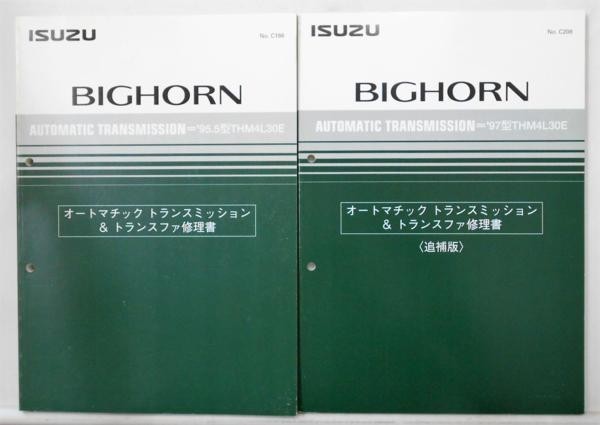 ISUZU
No. C198
BIGHORN
AUTOMATIC TRANSMISSION='95.5型THM4L30E
オートマチック トランスミッション
& トランスファ修理書
ISUZU
No. C208
BIGHORN
AUTOMATIC TRANSMISSION='97型THM4L30E
オートマチック トランスミッション
& トランスファ修理書
〈追補版〉